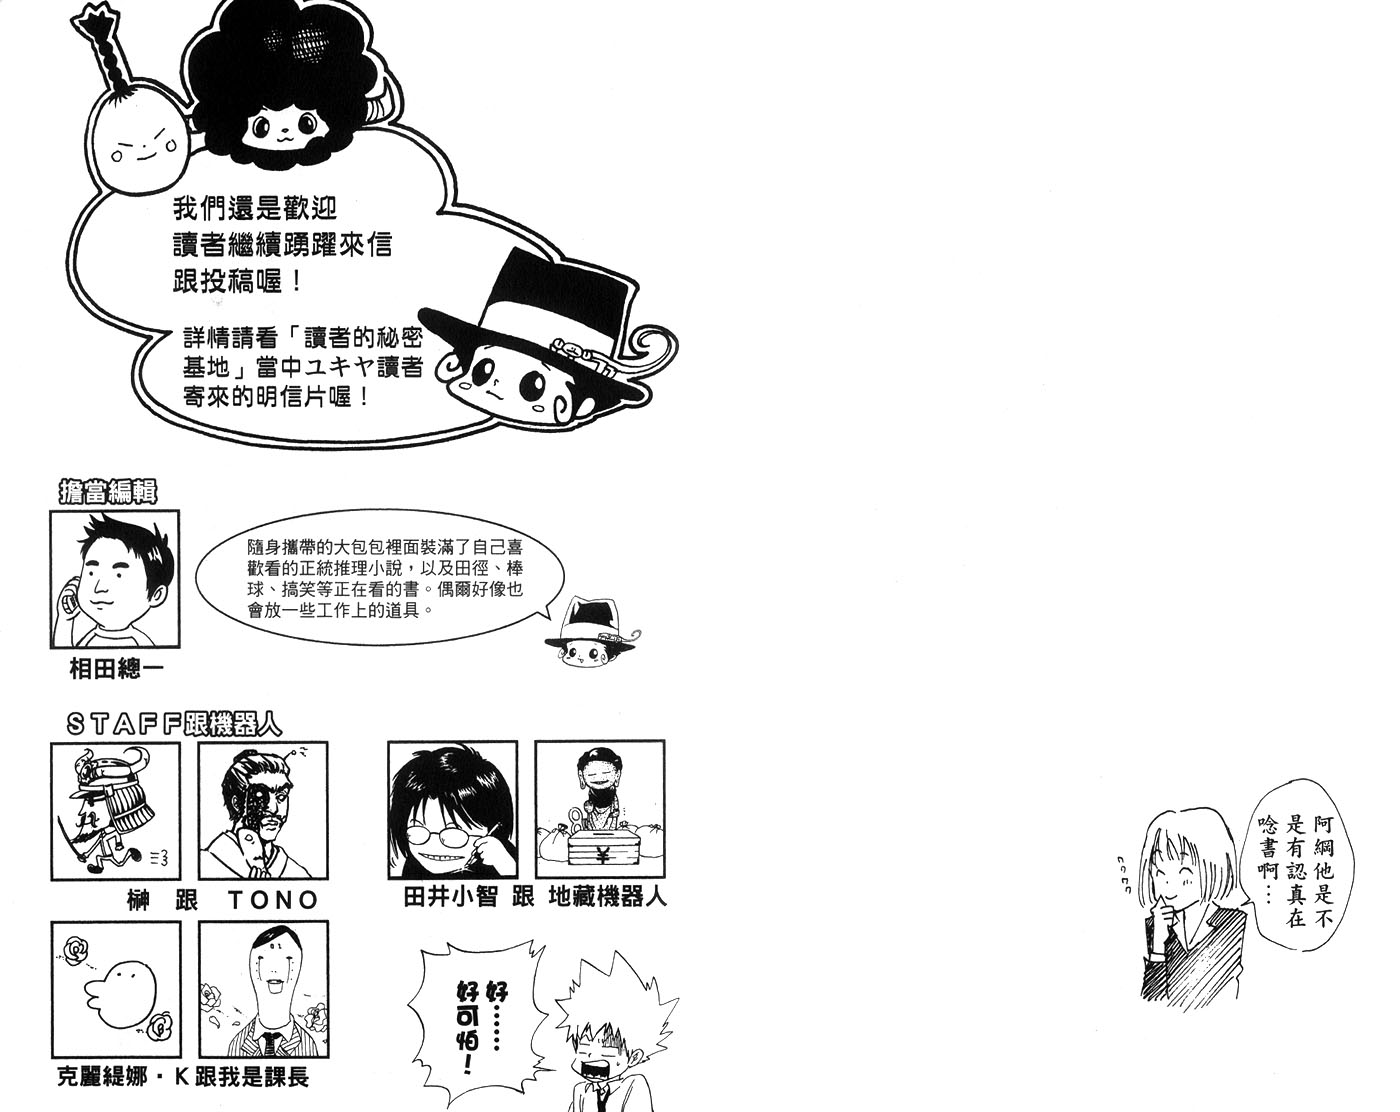 我們還是歡迎
讀者繼續踴躍來信
跟投稿喔！
詳情請看「讀者的秘密
基地」當中ユキヤ讀者
寄來的明信片喔！
擔當編輯
隨身攜帶的大包包裡面裝滿了自己喜
歡看的正統推理小說，以及田徑、棒
球、搞笑等正在看的書。偶爾好像也
會放一些工作上的道具。
相田總一
ＳＴＡＦＦ跟機器人
榊 跟 ＴＯＮＯ
田井小智 跟 地藏機器人
克麗緹娜・Ｋ跟我是課長
好……
好可怕！
阿綱他是不
是有認真在
唸書啊…
ククククク